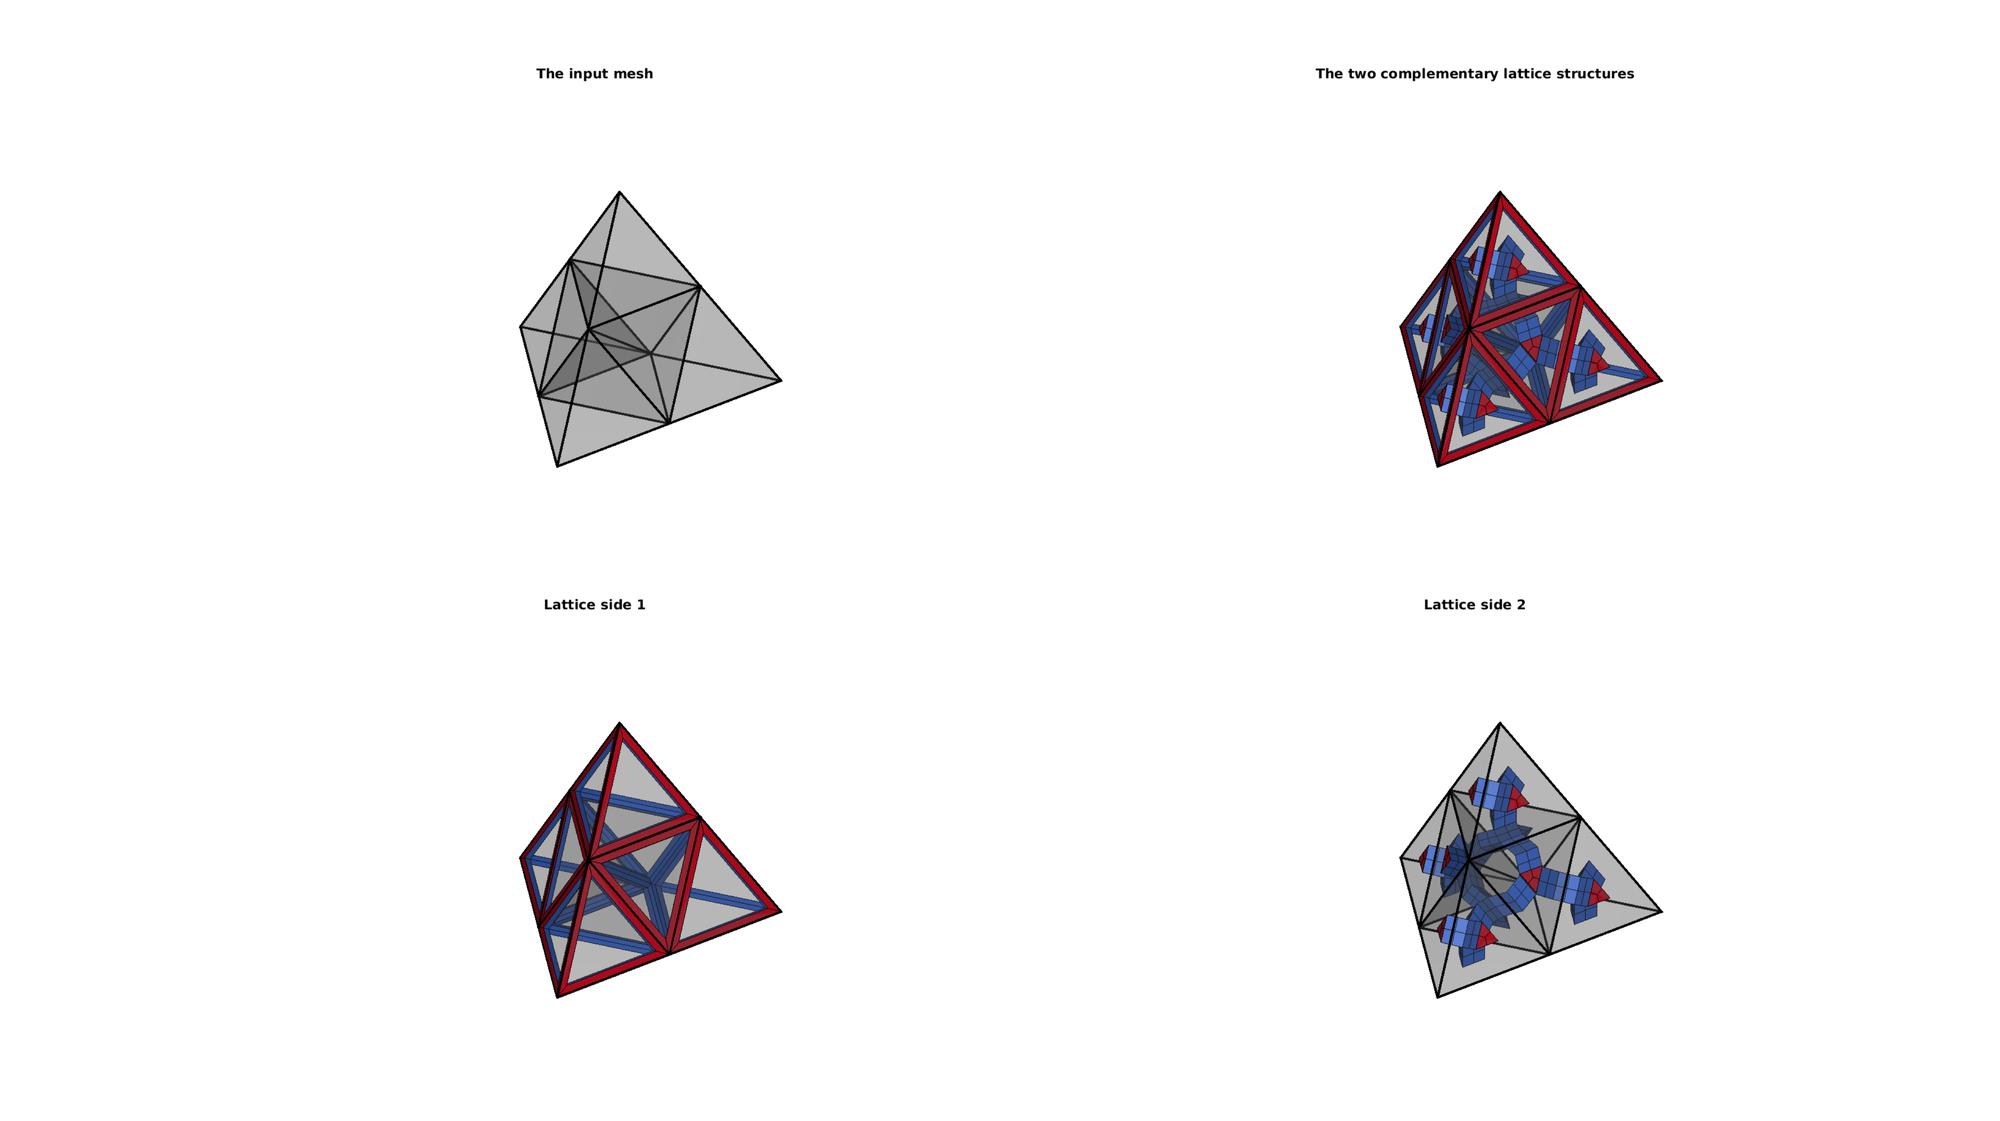 The input mesh
The two complementary lattice structures
Lattice side 1
Lattice side 2